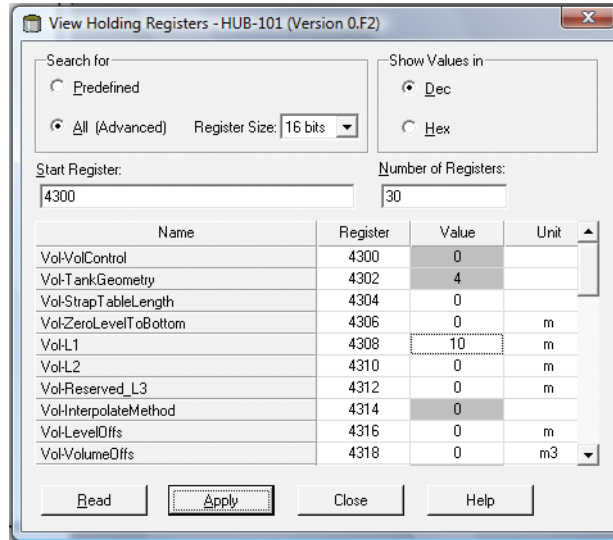 View Holding Registers - HUB-101 (Version 0.F2)
Search for
Predefined
All (Advanced) Register Size: 16 bits
Show Values in
Dec
Hex
Start Register:
4300
Number of Registers:
30
Name Register Value Unit
Vol-VolControl 4300 0
Vol-TankGeometry 4302 4
Vol-StrapTableLength 4304 0
Vol-ZeroLevelToBottom 4306 0 m
Vol-L1 4308 10 m
Vol-L2 4310 0 m
Vol-Reserved_L3 4312 0 m
Vol-InterpolateMethod 4314 0
Vol-LevelOffs 4316 0 m
Vol-VolumeOffs 4318 0 m3
Read Apply Close Help